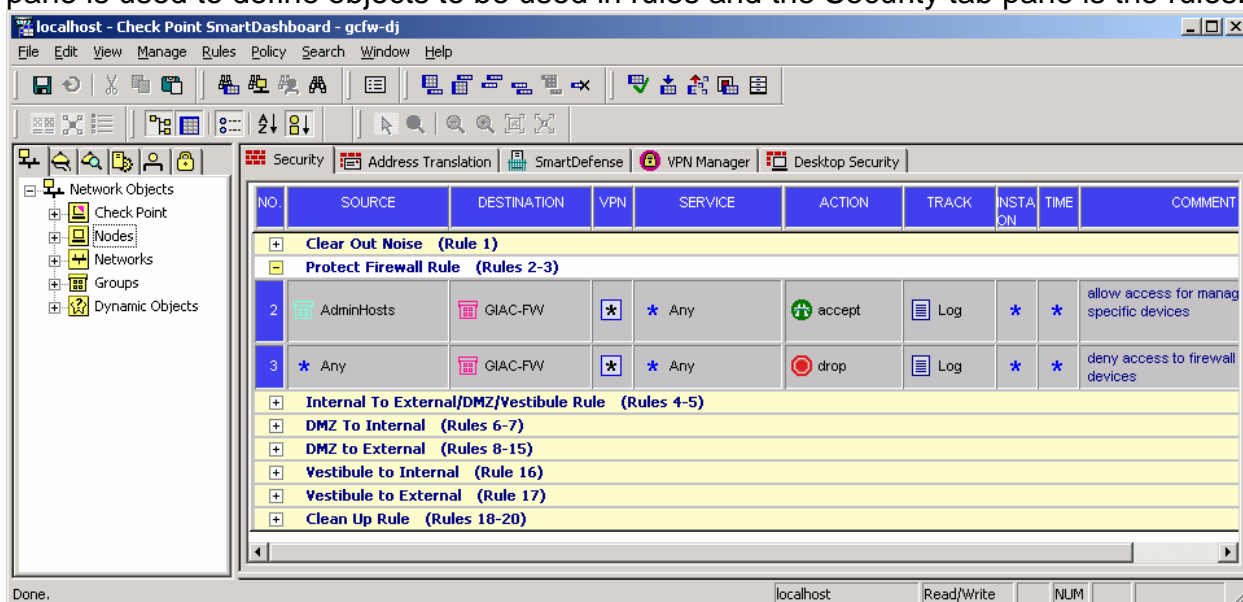 pane is used to define objects to be used in rules and the Security tab pane is the rules.
localhost - Check Point SmartDashboard - gcfw-dj
File Edit View Manage Rules Policy Search Window Help
Security Address Translation SmartDefense VPN Manager Desktop Security
Network Objects
Check Point
Nodes
Networks
Groups
Dynamic Objects
NO. SOURCE DESTINATION VPN SERVICE ACTION TRACK INSTA ON TIME COMMENT
Clear Out Noise (Rule 1)
Protect Firewall Rule (Rules 2-3)
2 AdminHosts GIAC-FW * * Any accept Log * * allow access for manag
specific devices
3 * Any GIAC-FW * * Any drop Log * * deny access to firewall
devices
Internal To External/DMZ/Vestibule Rule (Rules 4-5)
DMZ To Internal (Rules 6-7)
DMZ to External (Rules 8-15)
Vestibule to Internal (Rule 16)
Vestibule to External (Rule 17)
Clean Up Rule (Rules 18-20)
Done. localhost Read/Write NUM